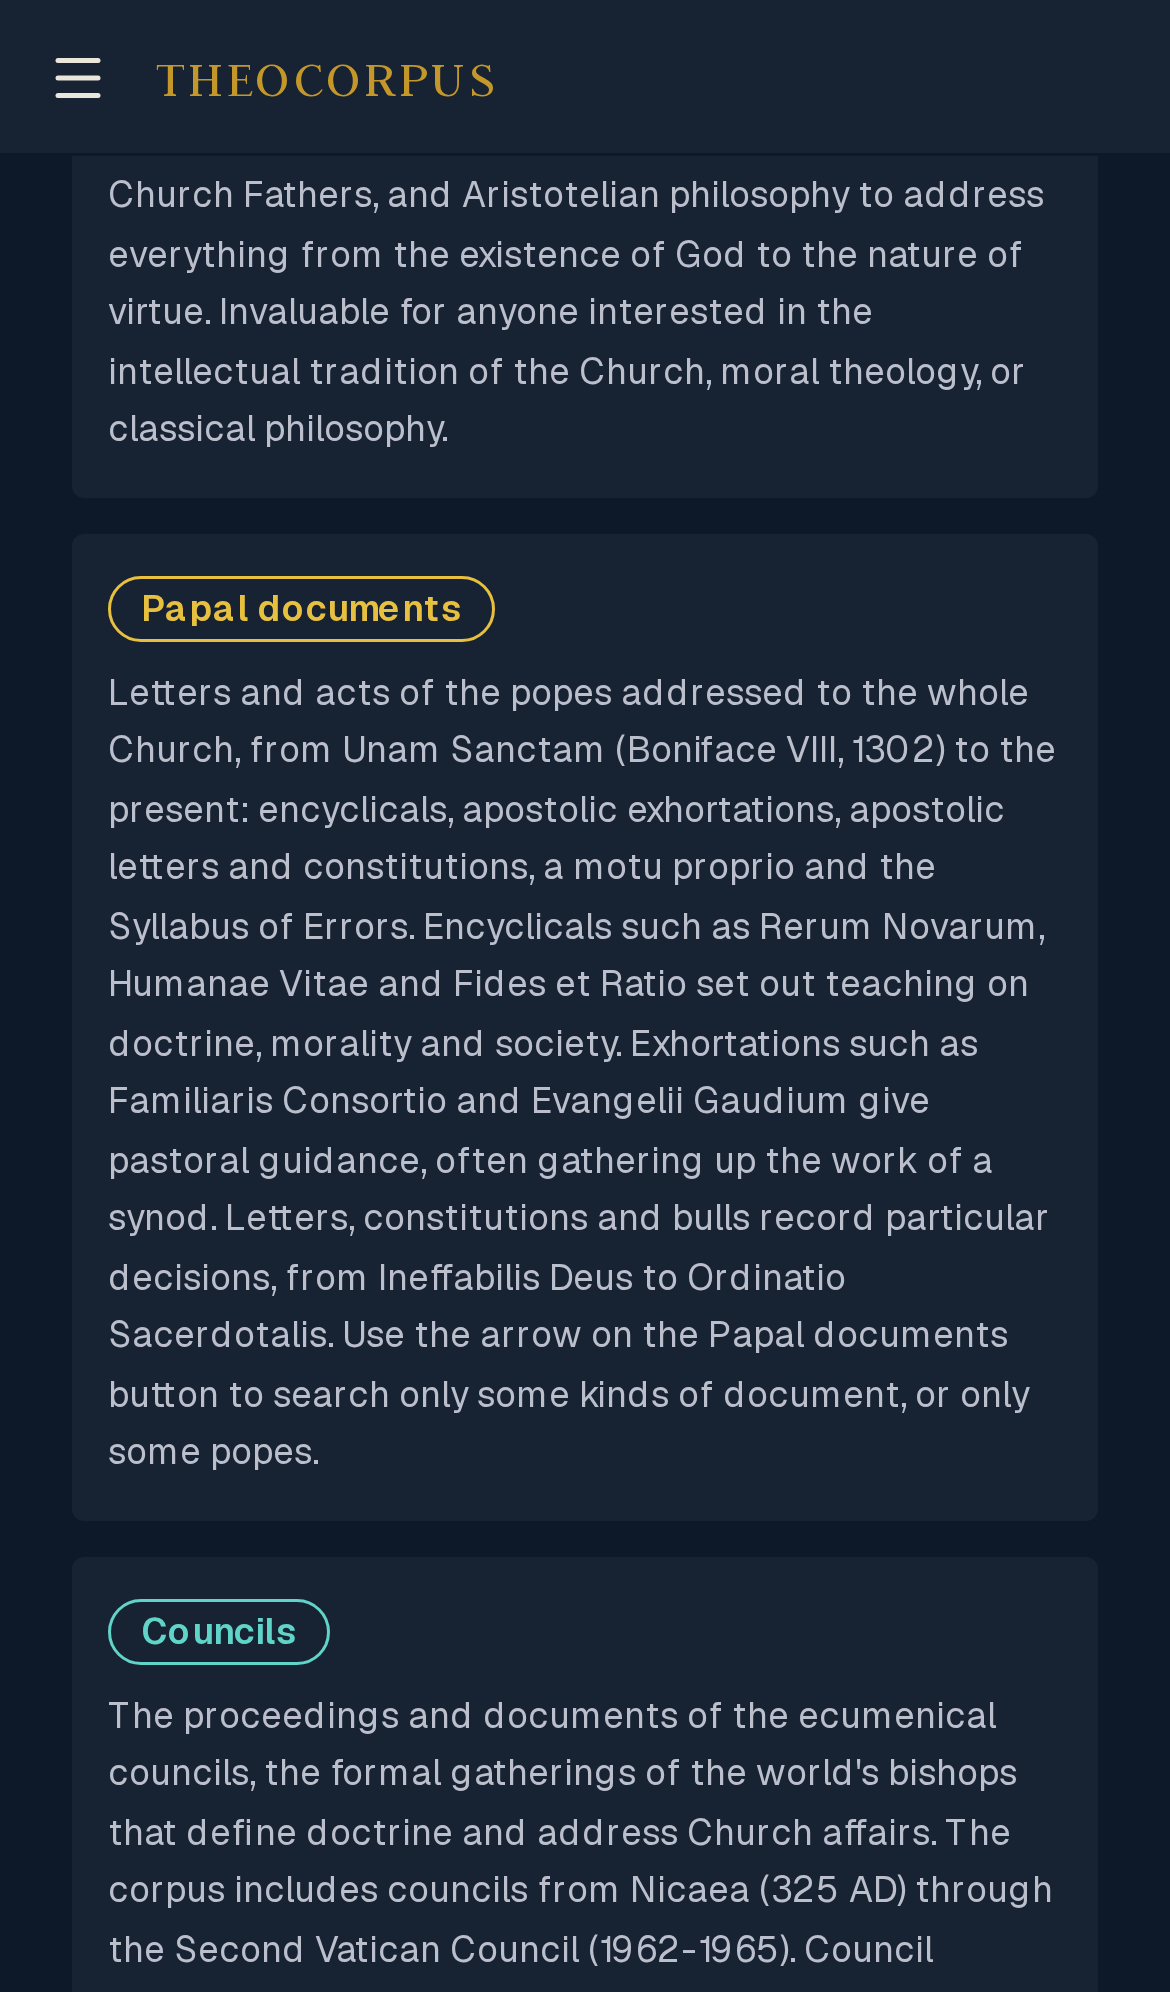 THEOCORPUS
Church Fathers, and Aristotelian philosophy to address
everything from the existence of God to the nature of
virtue. Invaluable for anyone interested in the
intellectual tradition of the Church, moral theology, or
classical philosophy.
Papal documents
Letters and acts of the popes addressed to the whole
Church, from Unam Sanctam (Boniface VIII, 1302) to the
present: encyclicals, apostolic exhortations, apostolic
letters and constitutions, a motu proprio and the
Syllabus of Errors. Encyclicals such as Rerum Novarum,
Humanae Vitae and Fides et Ratio set out teaching on
doctrine, morality and society. Exhortations such as
Familiaris Consortio and Evangelii Gaudium give
pastoral guidance, often gathering up the work of a
synod. Letters, constitutions and bulls record particular
decisions, from Ineffabilis Deus to Ordinatio
Sacerdotalis. Use the arrow on the Papal documents
button to search only some kinds of document, or only
some popes.
Councils
The proceedings and documents of the ecumenical
councils, the formal gatherings of the world's bishops
that define doctrine and address Church affairs. The
corpus includes councils from Nicaea (325 AD) through
the Second Vatican Council (1962-1965). Council